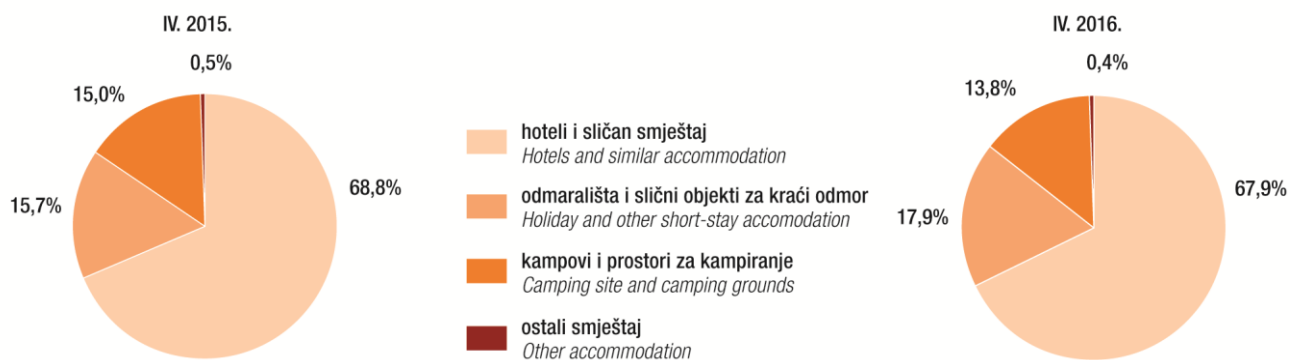 IV. 2015.
0,5%
15,0%
15,7%
68,8%
hoteli i sličan smještaj
Hotels and similar accommodation
odmarališta i slični objekti za kraći odmor
Holiday and other short-stay accomodation
kampovi i prostori za kampiranje
Camping site and camping grounds
ostali smještaj
Other accommodation
IV. 2016.
0,4%
13,8%
17,9%
67,9%